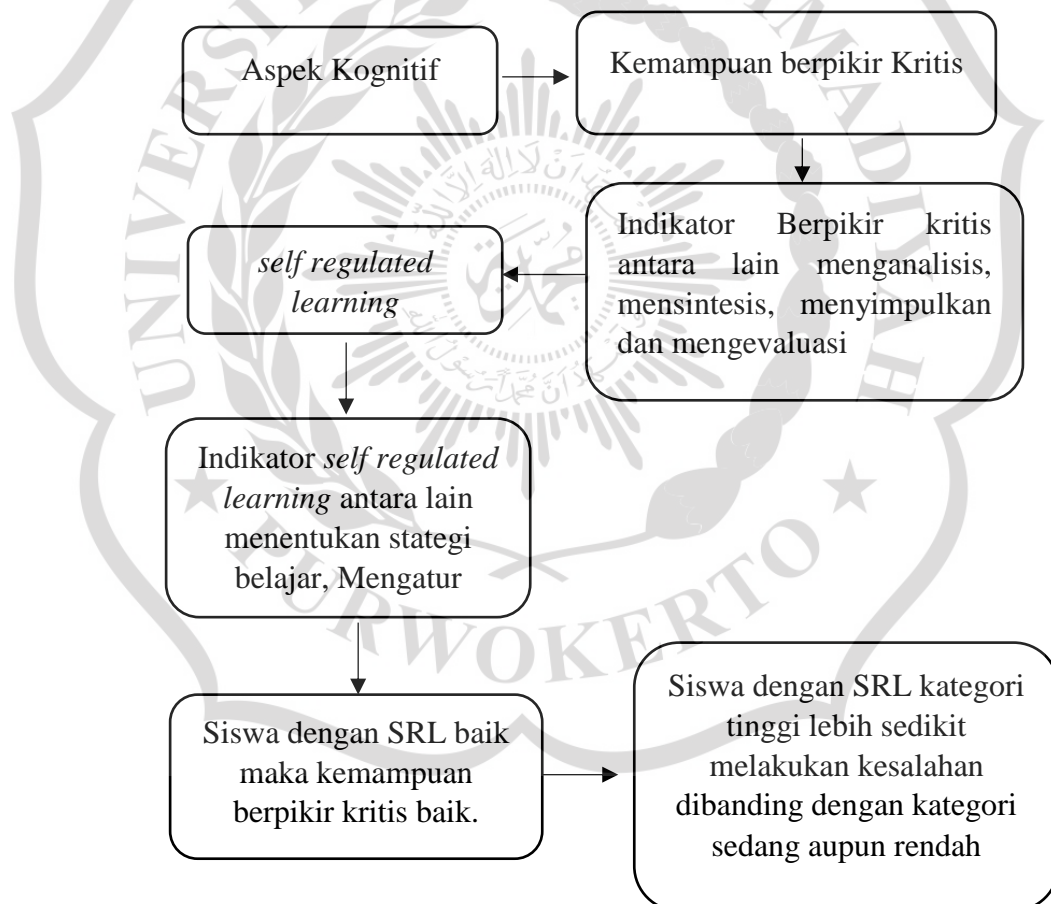 Aspek Kognitif
Kemampuan berpikir Kritis
Indikator Berpikir kritis
antara lain menganalisis,
mensintesis, menyimpulkan
dan mengevaluasi
self regulated
learning
Indikator self regulated
learning antara lain
menentukan stategi
belajar, Mengatur
Siswa dengan SRL baik
maka kemampuan
berpikir kritis baik.
Siswa dengan SRL kategori
tinggi lebih sedikit
melakukan kesalahan
dibanding dengan kategori
sedang aupun rendah
PURWOKERTO